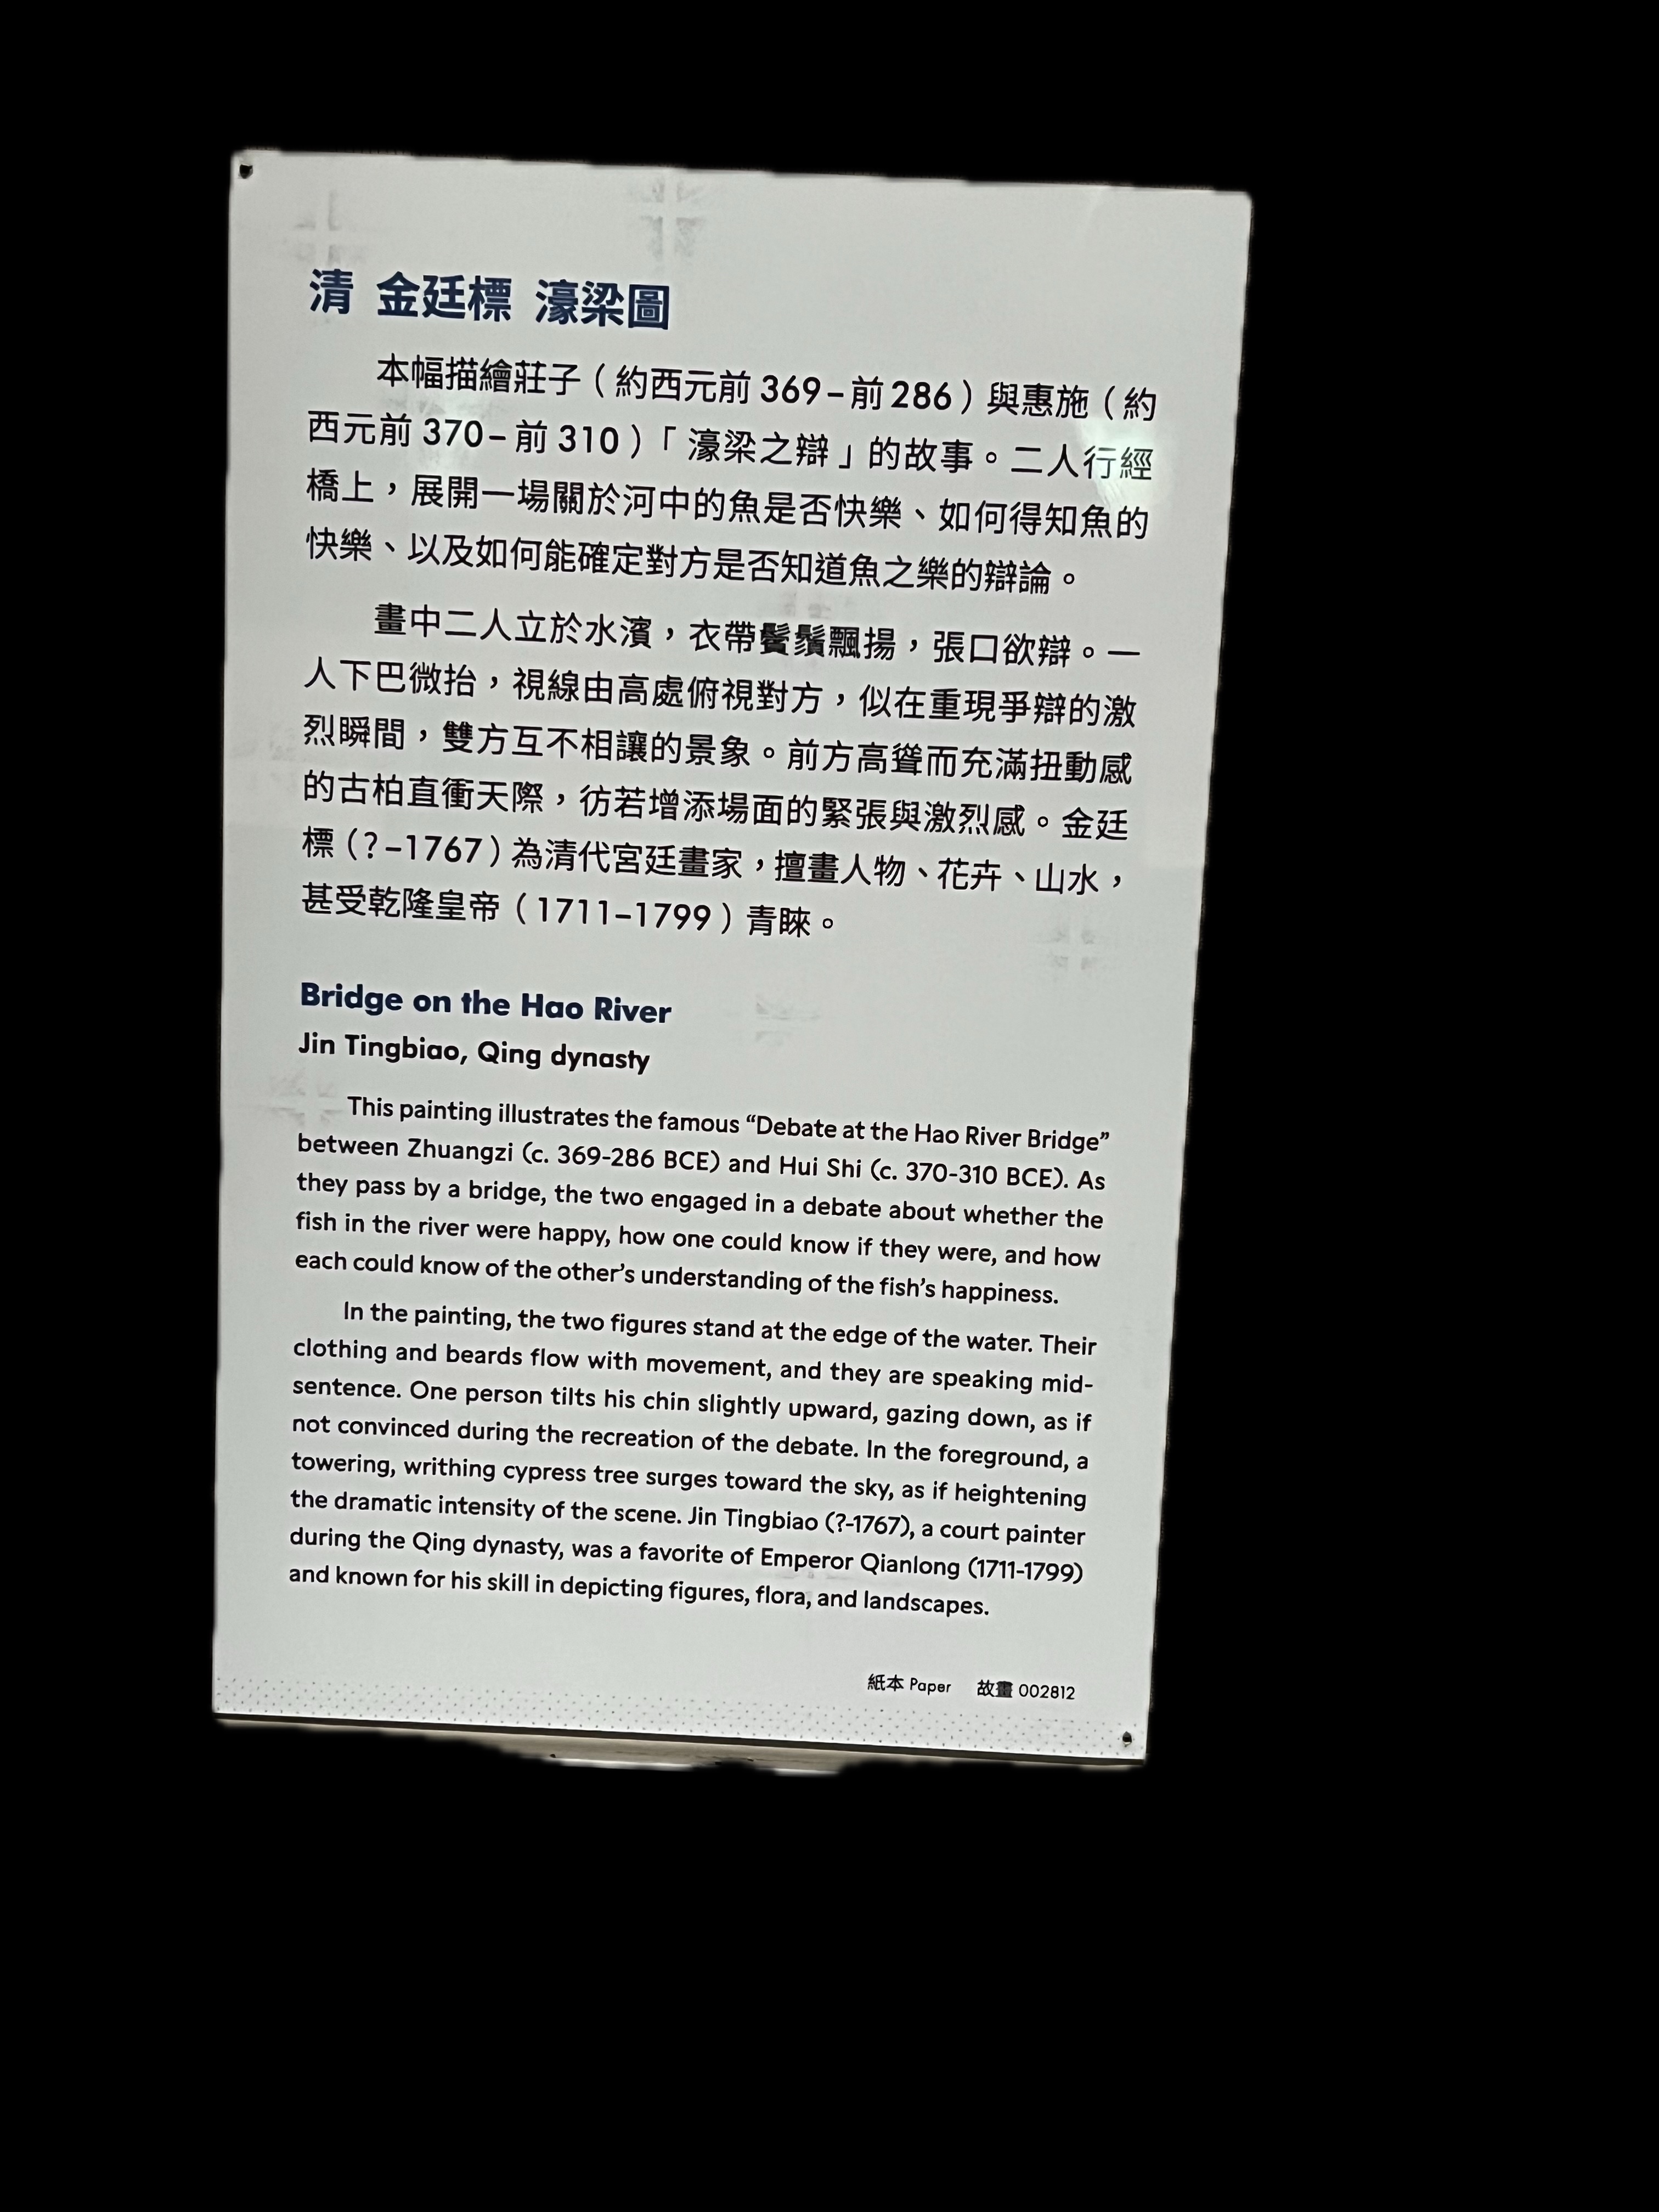 清 金廷標 濠梁圖
本幅描繪莊子（約西元前 369–前 286）與惠施（約
西元前 370–前 310）「濠梁之辯」的故事。二人行經
橋上，展開一場關於河中的魚是否快樂、如何得知魚的
快樂、以及如何能確定對方是否知道魚之樂的辯論。
畫中二人立於水濱，衣帶鬢鬚飄揚，張口欲辯。一
人下巴微抬，視線由高處俯視對方，似在重現爭辯的激
烈瞬間，雙方互不相讓的景象。前方高聳而充滿扭動感
的古柏直衝天際，彷若增添場面的緊張與激烈感。金廷
標（?–1767）為清代宮廷畫家，擅畫人物、花卉、山水，
甚受乾隆皇帝（1711–1799）青睞。
Bridge on the Hao River
Jin Tingbiao, Qing dynasty
This painting illustrates the famous “Debate at the Hao River Bridge”
between Zhuangzi (c. 369-286 BCE) and Hui Shi (c. 370-310 BCE). As
they pass by a bridge, the two engaged in a debate about whether the
fish in the river were happy, how one could know if they were, and how
each could know of the other’s understanding of the fish’s happiness.
In the painting, the two figures stand at the edge of the water. Their
clothing and beards flow with movement, and they are speaking mid-
sentence. One person tilts his chin slightly upward, gazing down, as if
not convinced during the recreation of the debate. In the foreground, a
towering, writhing cypress tree surges toward the sky, as if heightening
the dramatic intensity of the scene. Jin Tingbiao (?-1767), a court painter
during the Qing dynasty, was a favorite of Emperor Qianlong (1711-1799)
and known for his skill in depicting figures, flora, and landscapes.
紙本 Paper 故畫 002812